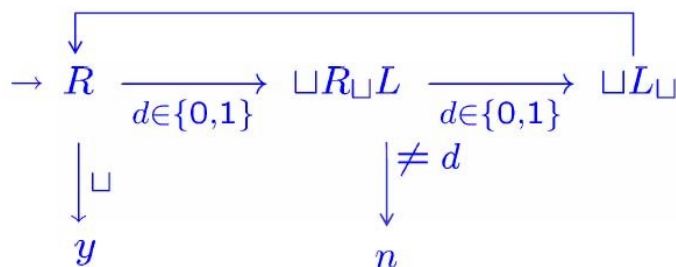 → R → ⊔R⊔L → ⊔L⊔
d∈{0,1} d∈{0,1}
⊔ ≠ d
y n